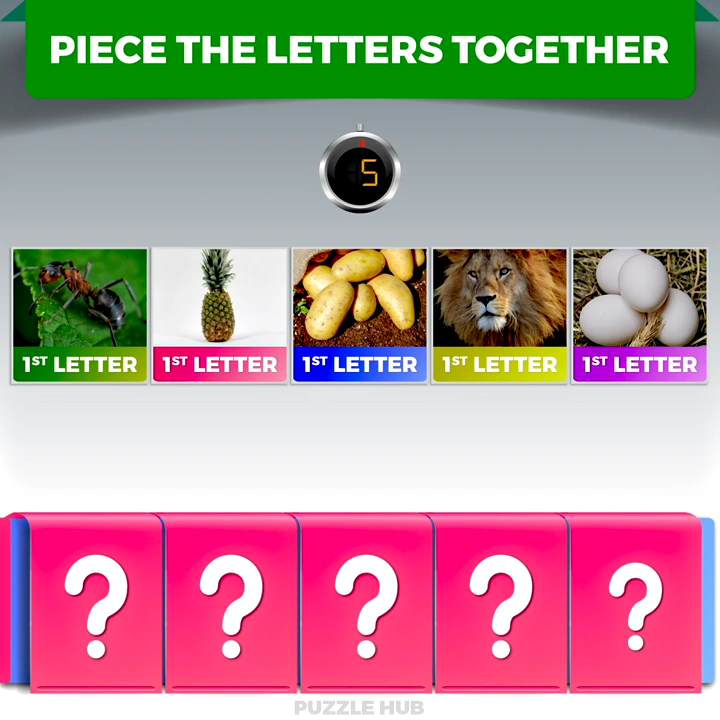 PIECE THE LETTERS TOGETHER
5
1ST LETTER
1ST LETTER
1ST LETTER
1ST LETTER
1ST LETTER
? ? ? ? ?
PUZZLE HUB